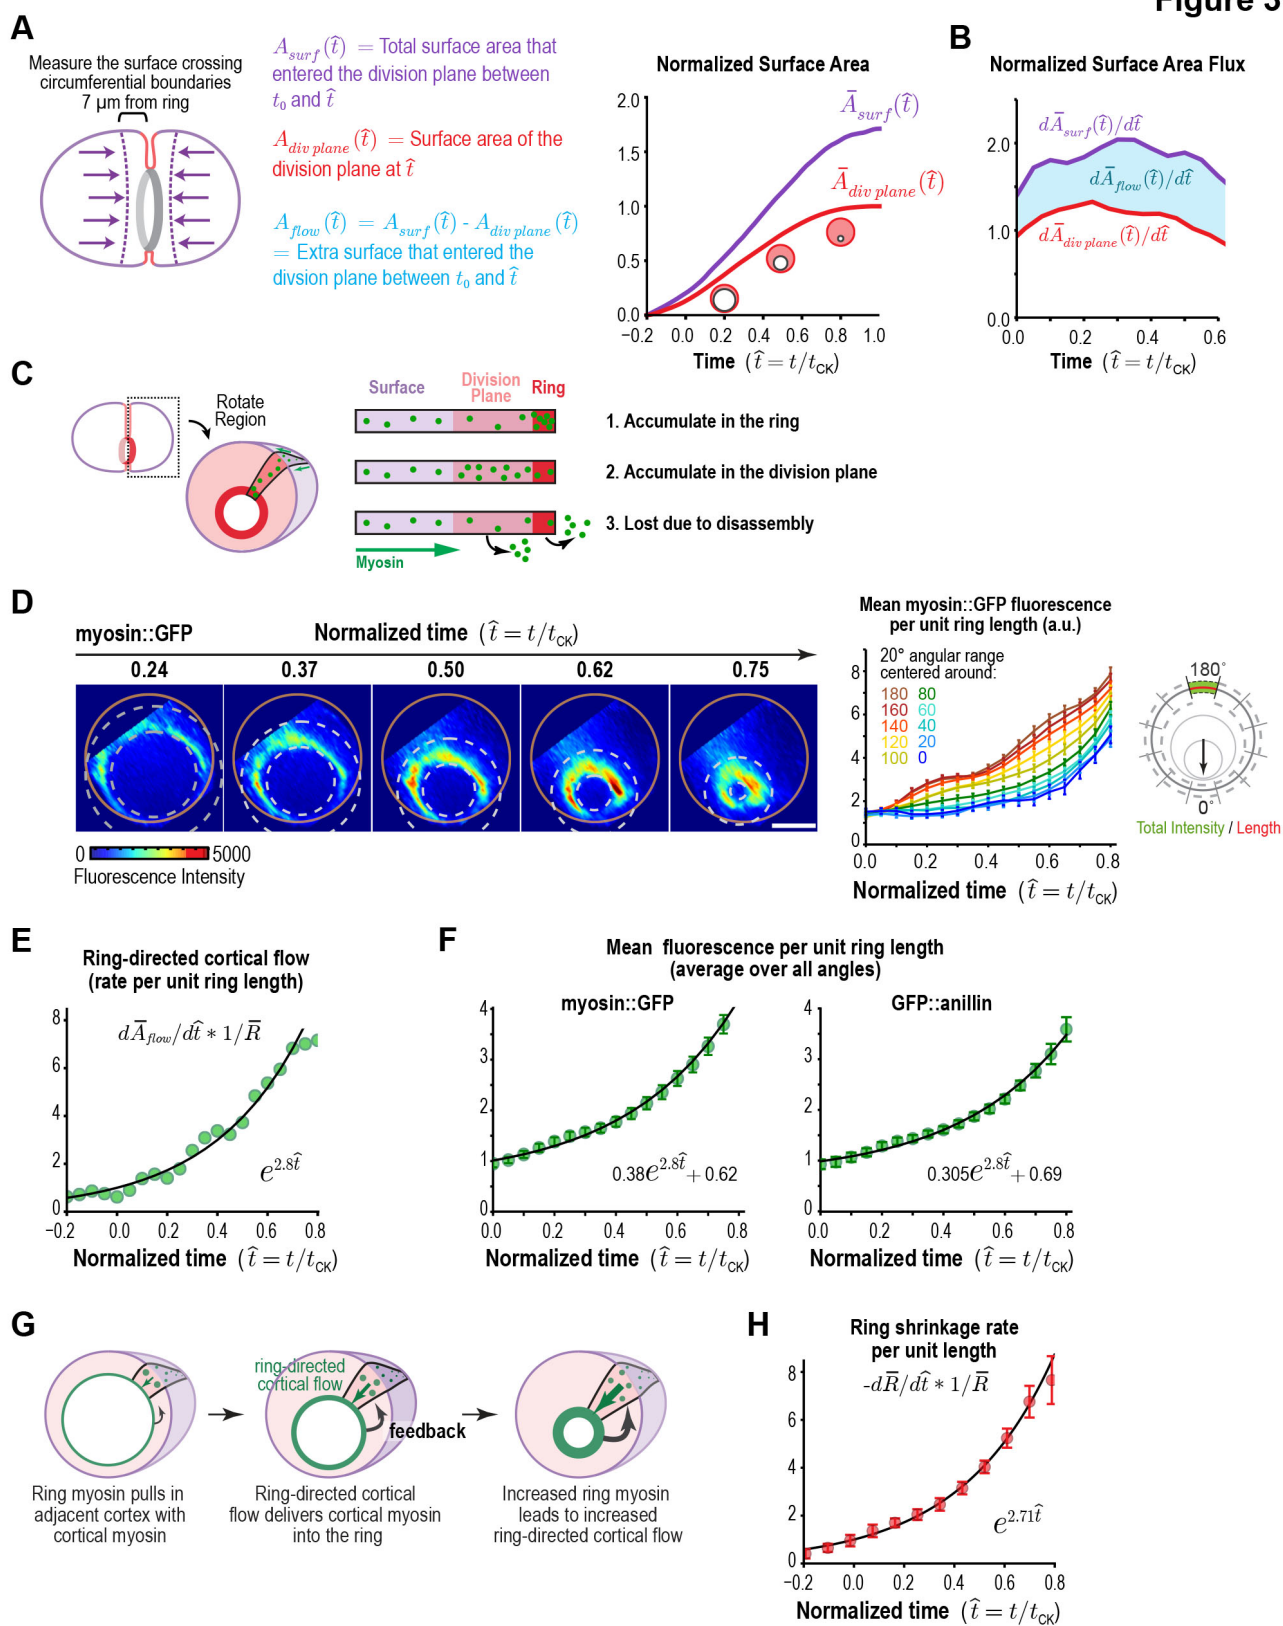 Figure 3
A
Measure the surface crossing
circumferential boundaries
7 µm from ring
A_surf(t̂) = Total surface area that
entered the division plane between
t₀ and t̂
A_div plane(t̂) = Surface area of the
division plane at t̂
A_flow(t̂) = A_surf(t̂) - A_div plane(t̂)
= Extra surface that entered the
divsion plane between t₀ and t̂
Normalized Surface Area
2.0
1.5
1.0
0.5
0.0
Ā_surf(t̂)
Ā_div plane(t̂)
−0.2 0.0 0.2 0.4 0.6 0.8 1.0
Time (t̂ = t/t_CK)
B
Normalized Surface Area Flux
2.0
1.0
0.0
dĀ_surf(t̂)/dt̂
dĀ_flow(t̂)/dt̂
dĀ_div plane(t̂)/dt̂
0.0 0.2 0.4 0.6
Time (t̂ = t/t_CK)
C
Rotate
Region
Surface
Division
Plane
Ring
1. Accumulate in the ring
2. Accumulate in the division plane
3. Lost due to disassembly
Myosin
D
myosin::GFP
Normalized time (t̂ = t/t_CK)
0.24 0.37 0.50 0.62 0.75
0 5000
Fluorescence Intensity
Mean myosin::GFP fluorescence
per unit ring length (a.u.)
20° angular range
centered around:
180 80
160 60
140 40
120 20
100 0
8
6
4
2
0
0.0 0.2 0.4 0.6 0.8
Normalized time (t̂ = t/t_CK)
180°
0°
Total Intensity / Length
E
Ring-directed cortical flow
(rate per unit ring length)
dĀ_flow/dt̂ * 1/R̄
8
6
4
2
0
e^2.8t̂
−0.2 0.0 0.2 0.4 0.6 0.8
Normalized time (t̂ = t/t_CK)
F
Mean fluorescence per unit ring length
(average over all angles)
myosin::GFP
4
3
2
1
0
0.38e^2.8t̂ + 0.62
0.0 0.2 0.4 0.6 0.8
Normalized time (t̂ = t/t_CK)
GFP::anillin
4
3
2
1
0
0.305e^2.8t̂ + 0.69
0.0 0.2 0.4 0.6 0.8
Normalized time (t̂ = t/t_CK)
G
ring-directed
cortical flow
feedback
Ring myosin pulls in
adjacent cortex with
cortical myosin
Ring-directed cortical
flow delivers cortical myosin
into the ring
Increased ring myosin
leads to increased
ring-directed cortical flow
H
Ring shrinkage rate
per unit length
-dR̄/dt̂ * 1/R̄
8
6
4
2
0
e^2.71t̂
−0.2 0.0 0.2 0.4 0.6 0.8
Normalized time (t̂ = t/t_CK)